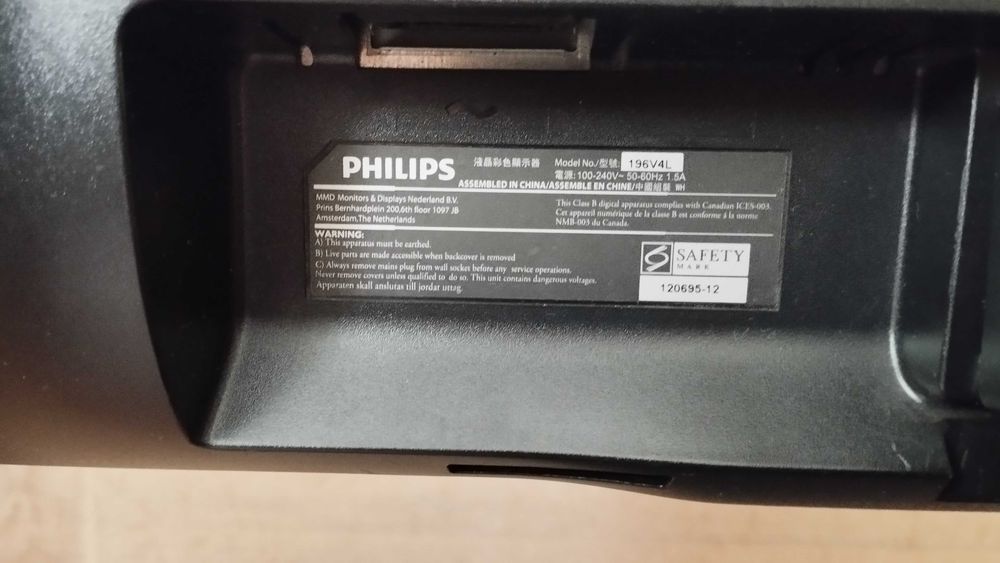 PHILIPS 液晶彩色顯示器 Model No./型號: 196V4L
電源: 100-240V~ 50-60Hz 1.5A
ASSEMBLED IN CHINA/ASSEMBLE EN CHINE/中國組裝 WH
MMD Monitors & Displays Nederland B.V.
Prins Bernhardplein 200,6th floor 1097 JB
Amsterdam,The Netherlands
This Class B digital apparatus complies with Canadian ICES-003.
Cet appareil numérique de la classe B est conforme à la norme
NMB-003 du Canada.
WARNING:
A) This apparatus must be earthed.
B) Live parts are made accessible when backcover is removed
C) Always remove mains plug from wall socket before any service operations.
Never remove covers unless qualified to do so. This unit contains dangerous voltages.
Apparaten skall anslutas till jordat uttag.
SAFETY
MARK
120695-12